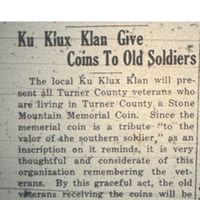 Ku Klux Klan Give
Coins To Old Soldiers
The local Ku Klux Klan will pre-
sent all Turner County veterans who
are living in Turner County a Stone
Mountain Memorial Coin. Since
the memorial coin is a tribute "to the
valor of the southern soldier," as an
inscription on it reminds, it is very
thoughtful and considerate of this
organization remembering the vet-
erans. By this graceful act, the old
veterans receiving the coins will be